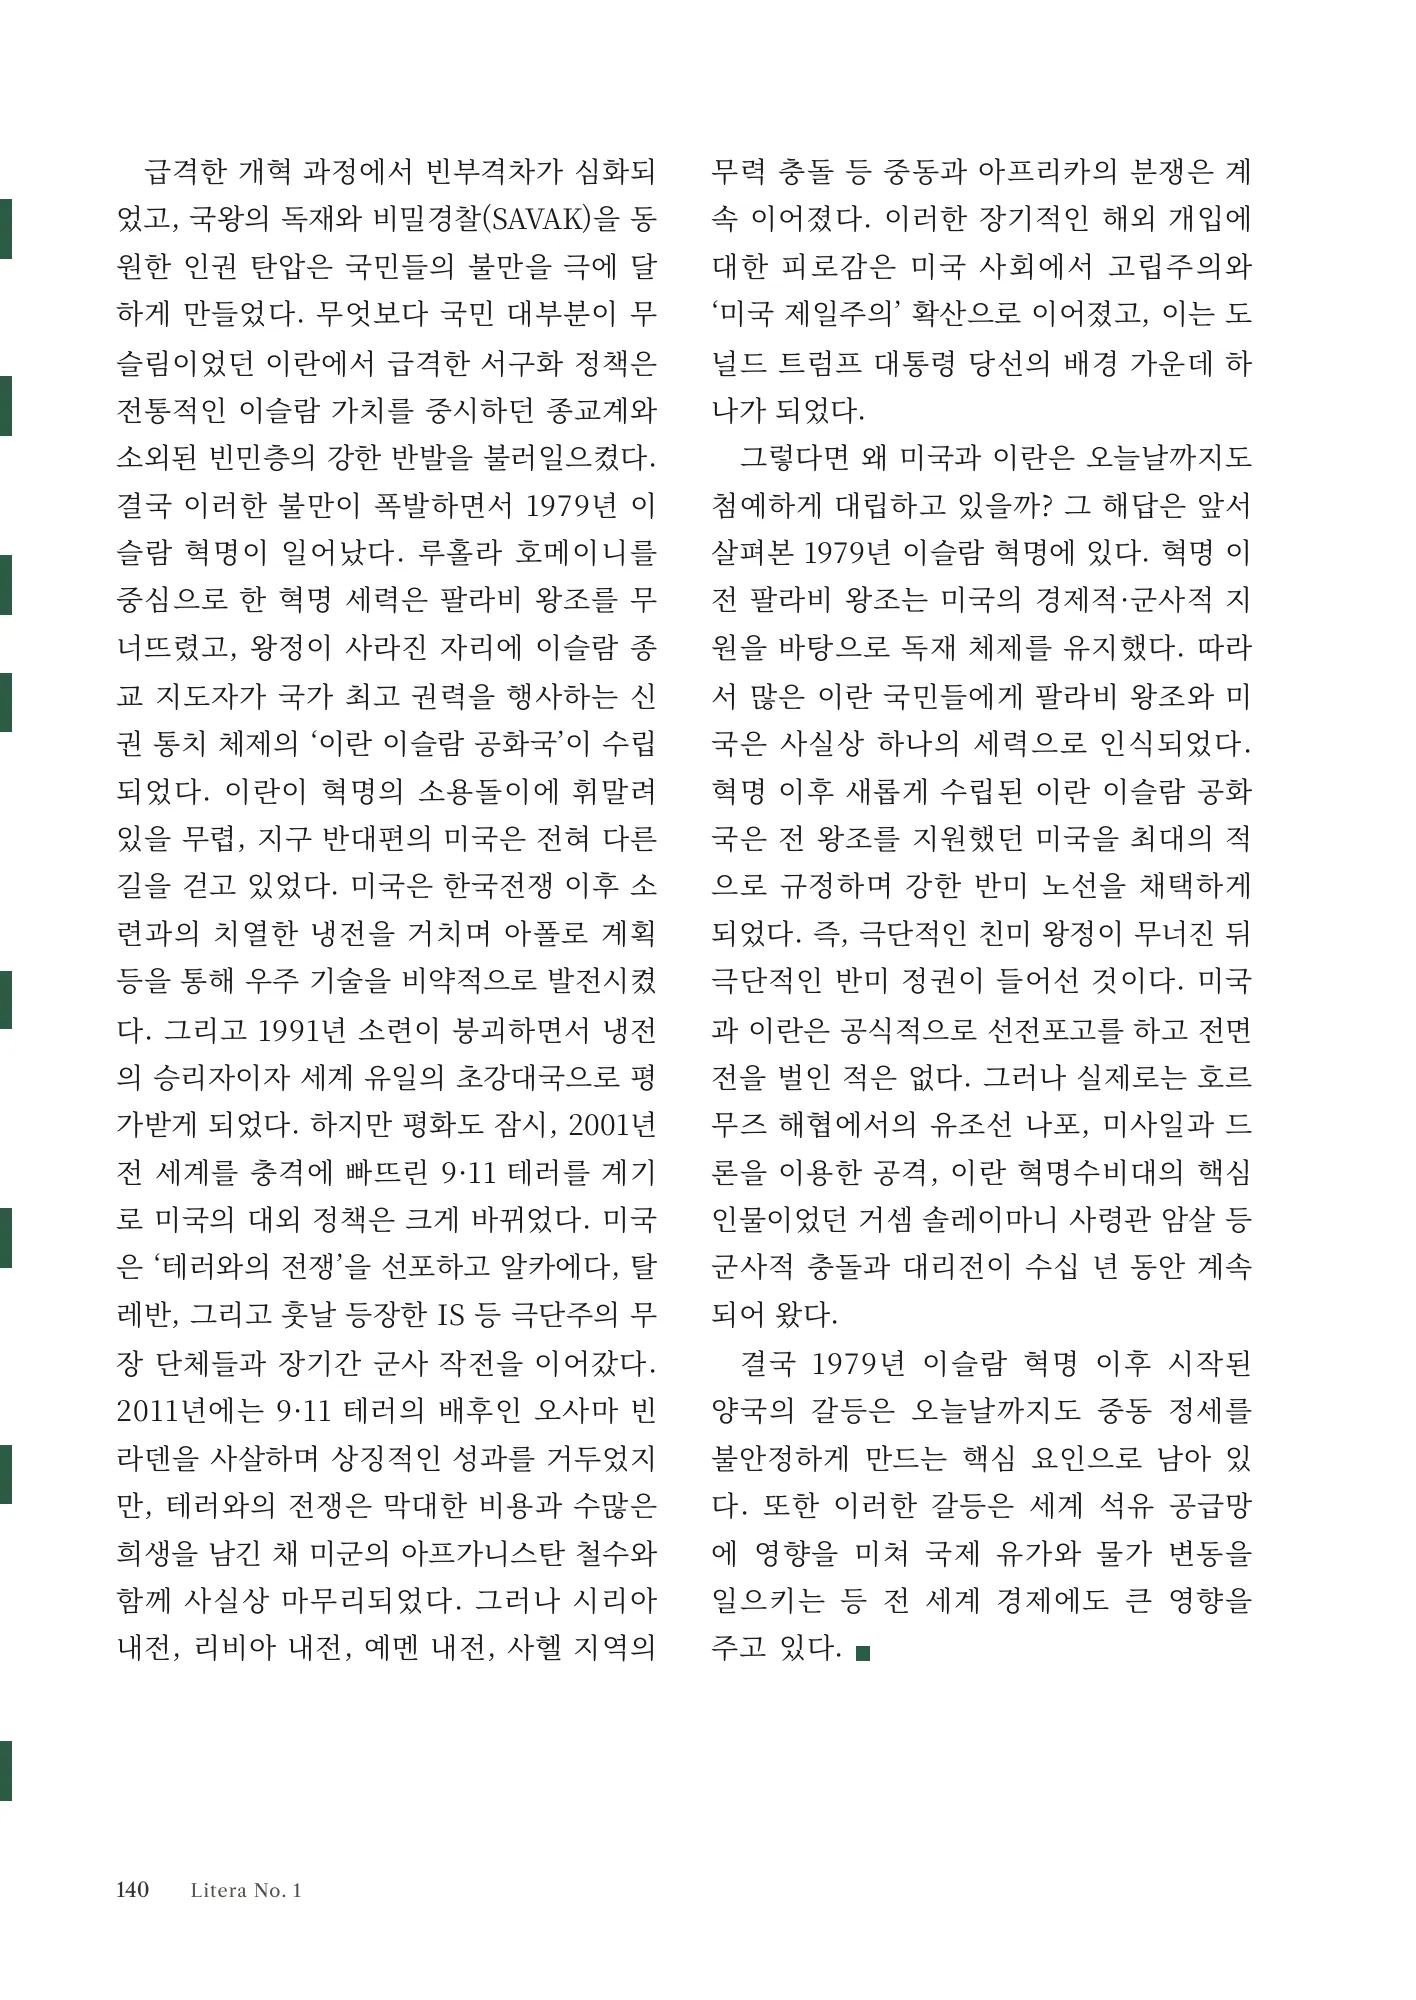 급격한 개혁 과정에서 빈부격차가 심화되
었고, 국왕의 독재와 비밀경찰(SAVAK)을 동
원한 인권 탄압은 국민들의 불만을 극에 달
하게 만들었다. 무엇보다 국민 대부분이 무
슬림이었던 이란에서 급격한 서구화 정책은
전통적인 이슬람 가치를 중시하던 종교계와
소외된 빈민층의 강한 반발을 불러일으켰다.
결국 이러한 불만이 폭발하면서 1979년 이
슬람 혁명이 일어났다. 루홀라 호메이니를
중심으로 한 혁명 세력은 팔라비 왕조를 무
너뜨렸고, 왕정이 사라진 자리에 이슬람 종
교 지도자가 국가 최고 권력을 행사하는 신
권 통치 체제의 ‘이란 이슬람 공화국’이 수립
되었다. 이란이 혁명의 소용돌이에 휘말려
있을 무렵, 지구 반대편의 미국은 전혀 다른
길을 걷고 있었다. 미국은 한국전쟁 이후 소
련과의 치열한 냉전을 거치며 아폴로 계획
등을 통해 우주 기술을 비약적으로 발전시켰
다. 그리고 1991년 소련이 붕괴하면서 냉전
의 승리자이자 세계 유일의 초강대국으로 평
가받게 되었다. 하지만 평화도 잠시, 2001년
전 세계를 충격에 빠뜨린 9·11 테러를 계기
로 미국의 대외 정책은 크게 바뀌었다. 미국
은 ‘테러와의 전쟁’을 선포하고 알카에다, 탈
레반, 그리고 훗날 등장한 IS 등 극단주의 무
장 단체들과 장기간 군사 작전을 이어갔다.
2011년에는 9·11 테러의 배후인 오사마 빈
라덴을 사살하며 상징적인 성과를 거두었지
만, 테러와의 전쟁은 막대한 비용과 수많은
희생을 남긴 채 미군의 아프가니스탄 철수와
함께 사실상 마무리되었다. 그러나 시리아
내전, 리비아 내전, 예멘 내전, 사헬 지역의
무력 충돌 등 중동과 아프리카의 분쟁은 계
속 이어졌다. 이러한 장기적인 해외 개입에
대한 피로감은 미국 사회에서 고립주의와
‘미국 제일주의’ 확산으로 이어졌고, 이는 도
널드 트럼프 대통령 당선의 배경 가운데 하
나가 되었다.
그렇다면 왜 미국과 이란은 오늘날까지도
첨예하게 대립하고 있을까? 그 해답은 앞서
살펴본 1979년 이슬람 혁명에 있다. 혁명 이
전 팔라비 왕조는 미국의 경제적·군사적 지
원을 바탕으로 독재 체제를 유지했다. 따라
서 많은 이란 국민들에게 팔라비 왕조와 미
국은 사실상 하나의 세력으로 인식되었다.
혁명 이후 새롭게 수립된 이란 이슬람 공화
국은 전 왕조를 지원했던 미국을 최대의 적
으로 규정하며 강한 반미 노선을 채택하게
되었다. 즉, 극단적인 친미 왕정이 무너진 뒤
극단적인 반미 정권이 들어선 것이다. 미국
과 이란은 공식적으로 선전포고를 하고 전면
전을 벌인 적은 없다. 그러나 실제로는 호르
무즈 해협에서의 유조선 나포, 미사일과 드
론을 이용한 공격, 이란 혁명수비대의 핵심
인물이었던 거셈 솔레이마니 사령관 암살 등
군사적 충돌과 대리전이 수십 년 동안 계속
되어 왔다.
결국 1979년 이슬람 혁명 이후 시작된
양국의 갈등은 오늘날까지도 중동 정세를
불안정하게 만드는 핵심 요인으로 남아 있
다. 또한 이러한 갈등은 세계 석유 공급망
에 영향을 미쳐 국제 유가와 물가 변동을
일으키는 등 전 세계 경제에도 큰 영향을
주고 있다.
140 Litera No. 1